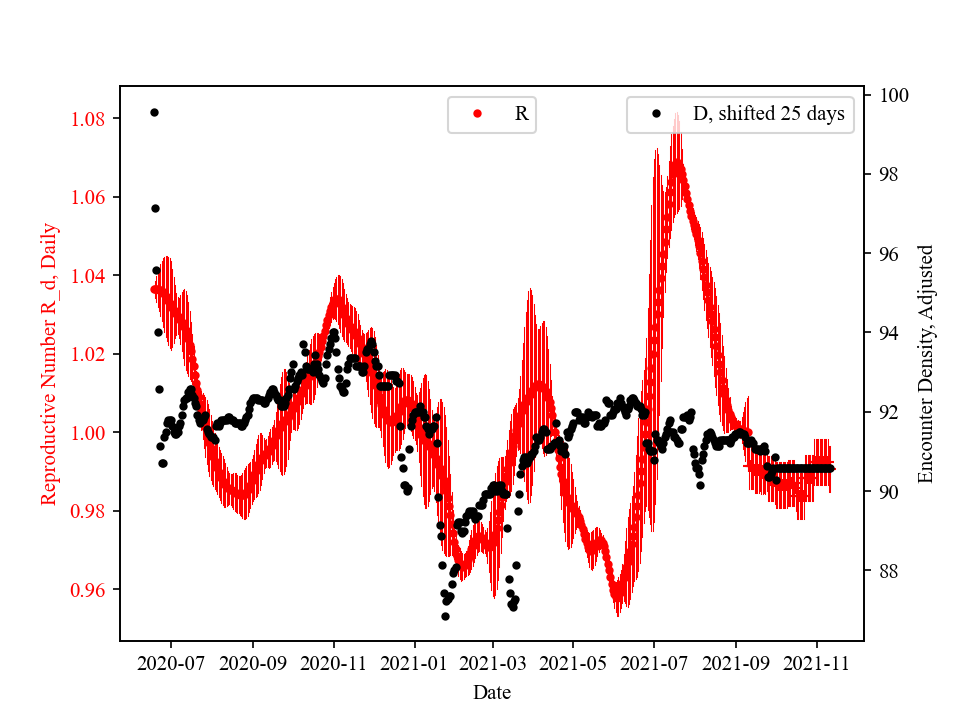 R
D, shifted 25 days
Reproductive Number R_d, Daily
1.08
1.06
1.04
1.02
1.00
0.98
0.96
100
98
96
94
92
90
88
Encounter Density, Adjusted
2020-07 2020-09 2020-11 2021-01 2021-03 2021-05 2021-07 2021-09 2021-11
Date